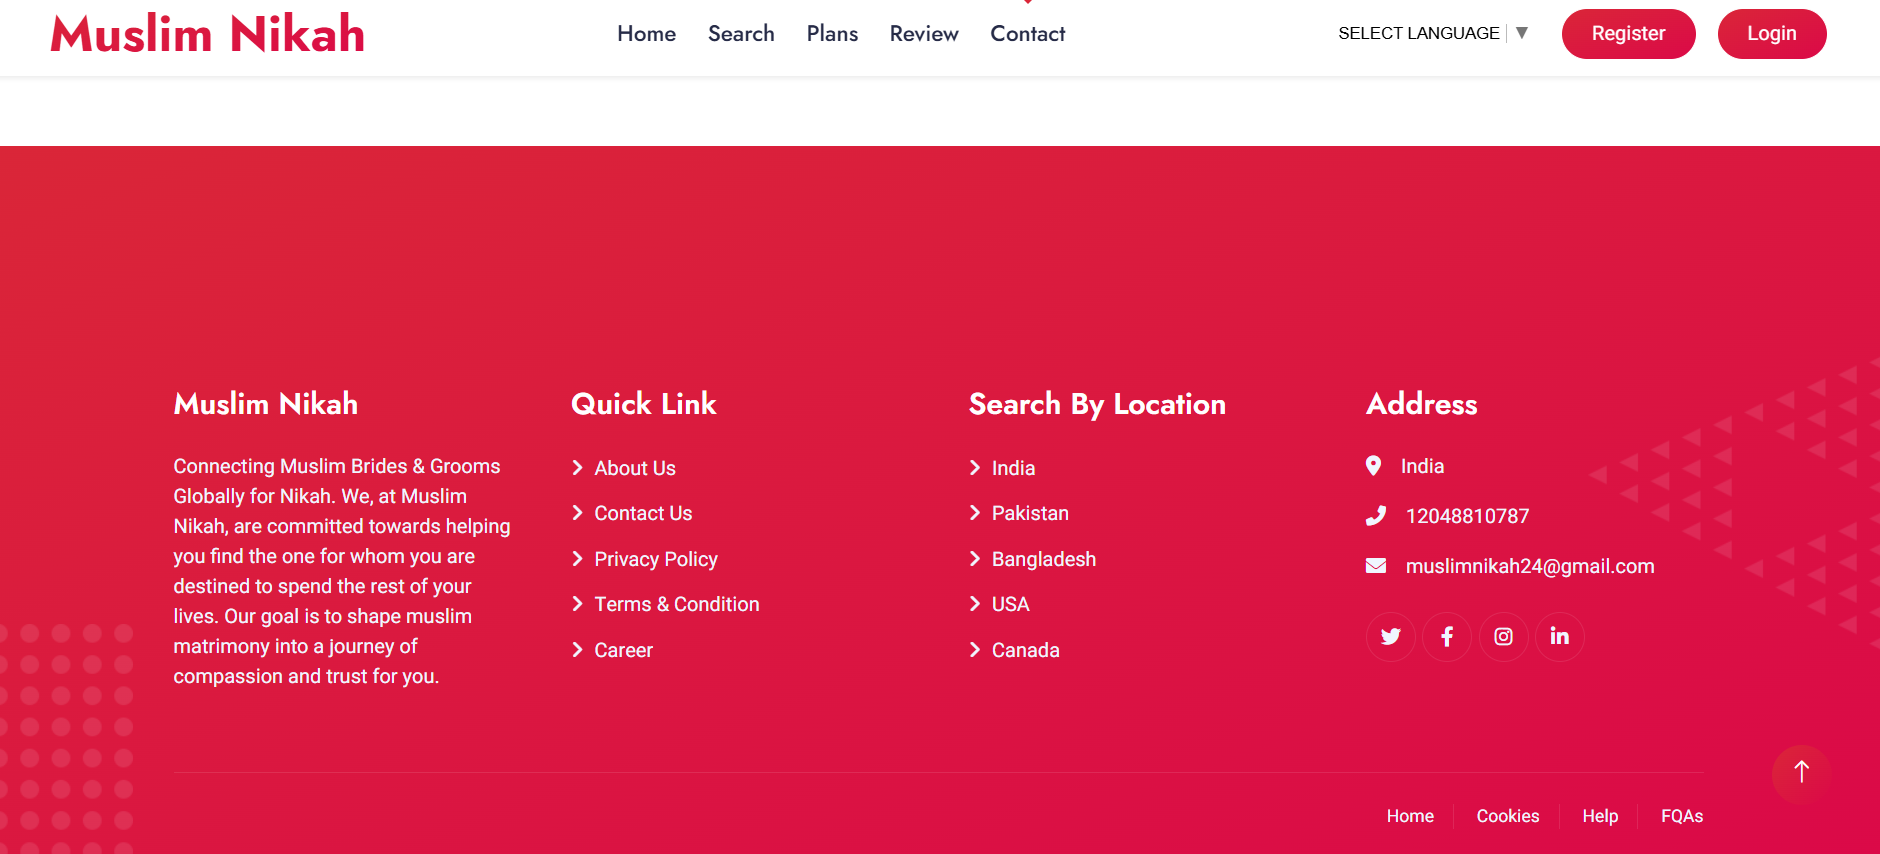 Muslim Nikah
Home Search Plans Review Contact
SELECT LANGUAGE ▼
Register
Login
Muslim Nikah
Connecting Muslim Brides & Grooms
Globally for Nikah. We, at Muslim
Nikah, are committed towards helping
you find the one for whom you are
destined to spend the rest of your
lives. Our goal is to shape muslim
matrimony into a journey of
compassion and trust for you.
Quick Link
About Us
Contact Us
Privacy Policy
Terms & Condition
Career
Search By Location
India
Pakistan
Bangladesh
USA
Canada
Address
India
12048810787
muslimnikah24@gmail.com
Home Cookies Help FQAs